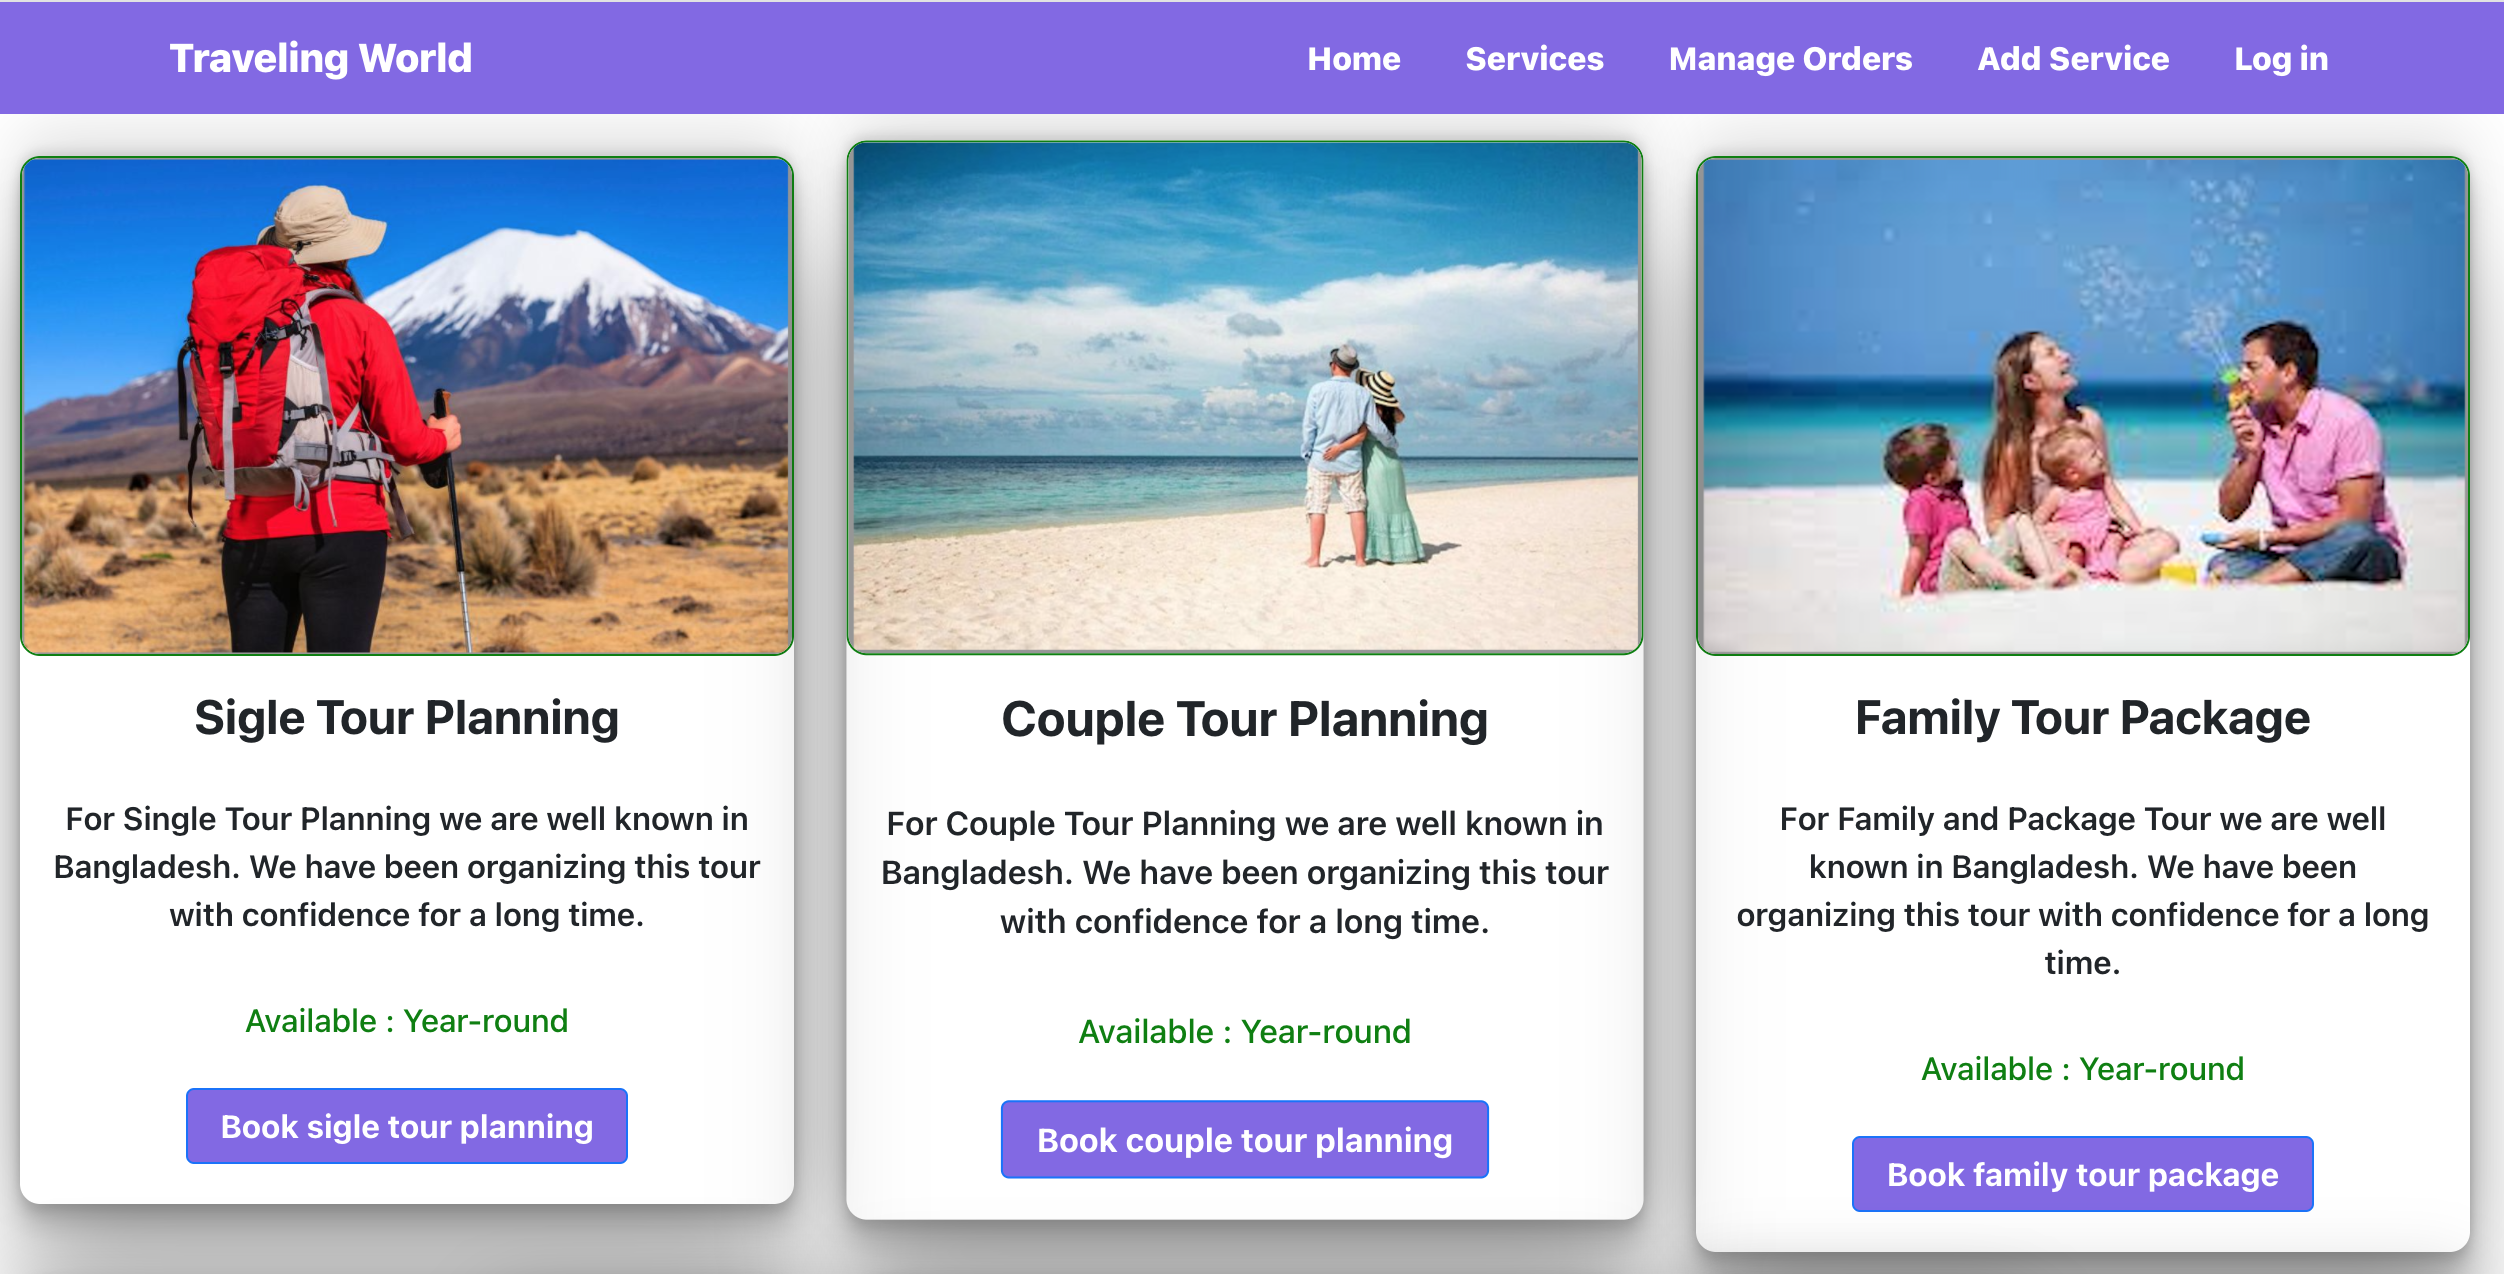 Traveling World
Home
Services
Manage Orders
Add Service
Log in
Sigle Tour Planning
For Single Tour Planning we are well known in
Bangladesh. We have been organizing this tour
with confidence for a long time.
Available : Year-round
Book sigle tour planning
Couple Tour Planning
For Couple Tour Planning we are well known in
Bangladesh. We have been organizing this tour
with confidence for a long time.
Available : Year-round
Book couple tour planning
Family Tour Package
For Family and Package Tour we are well
known in Bangladesh. We have been
organizing this tour with confidence for a long
time.
Available : Year-round
Book family tour package